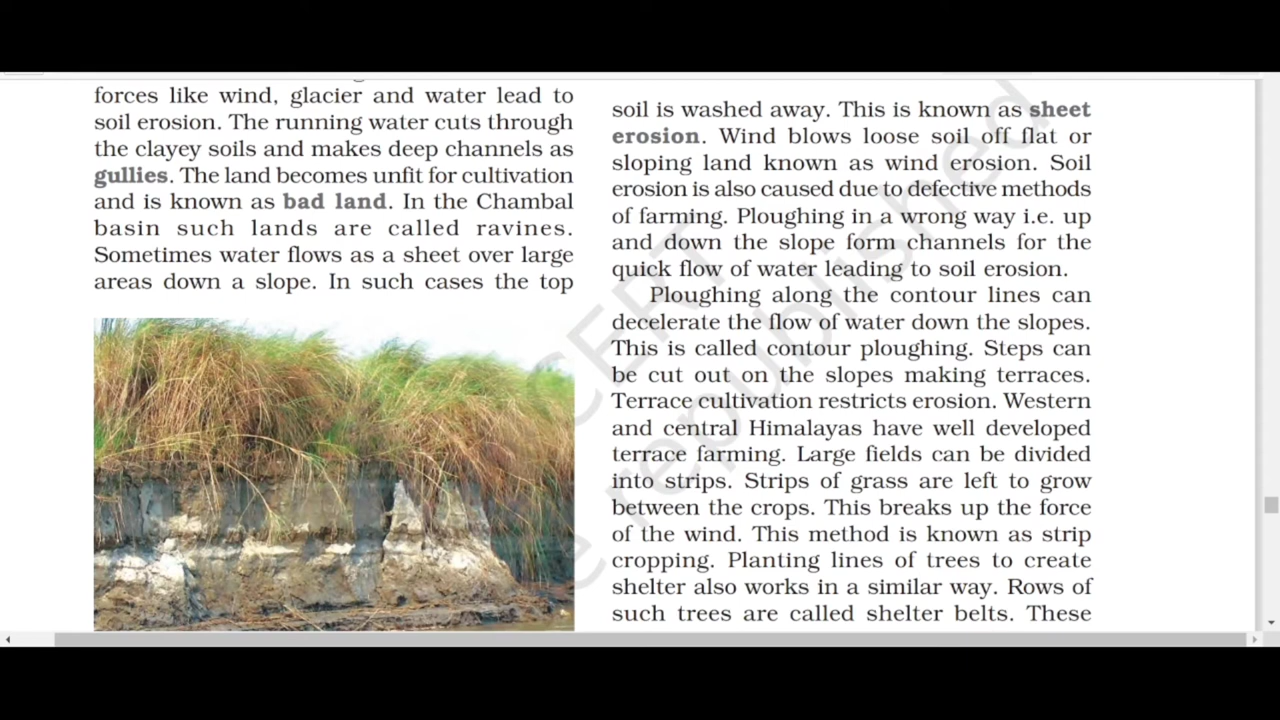 forces like wind, glacier and water lead to
soil erosion. The running water cuts through
the clayey soils and makes deep channels as
gullies. The land becomes unfit for cultivation
and is known as bad land. In the Chambal
basin such lands are called ravines.
Sometimes water flows as a sheet over large
areas down a slope. In such cases the top
soil is washed away. This is known as sheet
erosion. Wind blows loose soil off flat or
sloping land known as wind erosion. Soil
erosion is also caused due to defective methods
of farming. Ploughing in a wrong way i.e. up
and down the slope form channels for the
quick flow of water leading to soil erosion.
Ploughing along the contour lines can
decelerate the flow of water down the slopes.
This is called contour ploughing. Steps can
be cut out on the slopes making terraces.
Terrace cultivation restricts erosion. Western
and central Himalayas have well developed
terrace farming. Large fields can be divided
into strips. Strips of grass are left to grow
between the crops. This breaks up the force
of the wind. This method is known as strip
cropping. Planting lines of trees to create
shelter also works in a similar way. Rows of
such trees are called shelter belts. These
republished